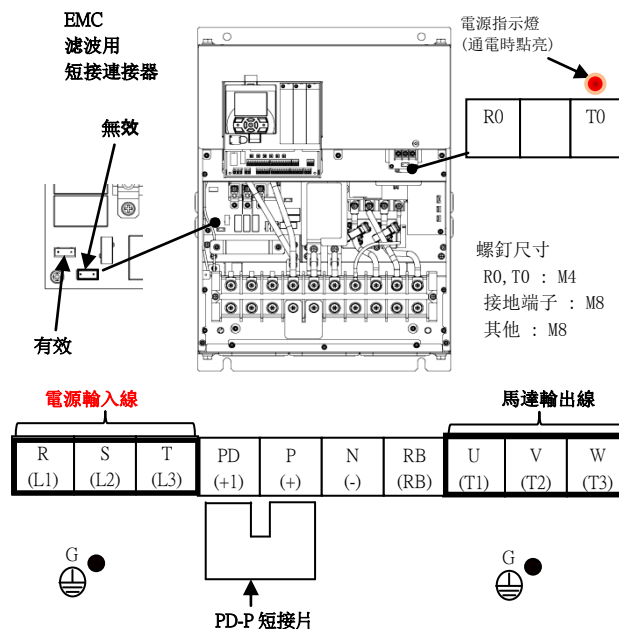 EMC
滤波用
短接連接器
電源指示燈
(通電時點亮)
R0
T0
無效
有效
螺釘尺寸
R0,T0 : M4
接地端子 : M8
其他 : M8
電源輸入線
馬達輸出線
R S T PD P N RB U V W
(L1) (L2) (L3) (+1) (+) (-) (RB) (T1) (T2) (T3)
G
G
PD-P 短接片